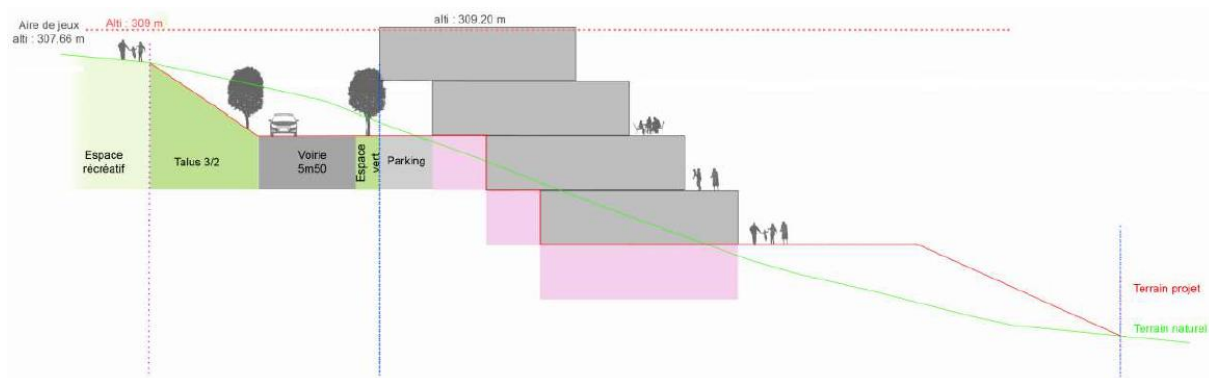 Aire de jeux
alti : 307.66 m
Alti : 309 m
alti : 309.20 m
Espace
récréatif
Talus 3/2
Voirie
5m50
Espace
vert
Parking
Terrain projet
Terrain naturel